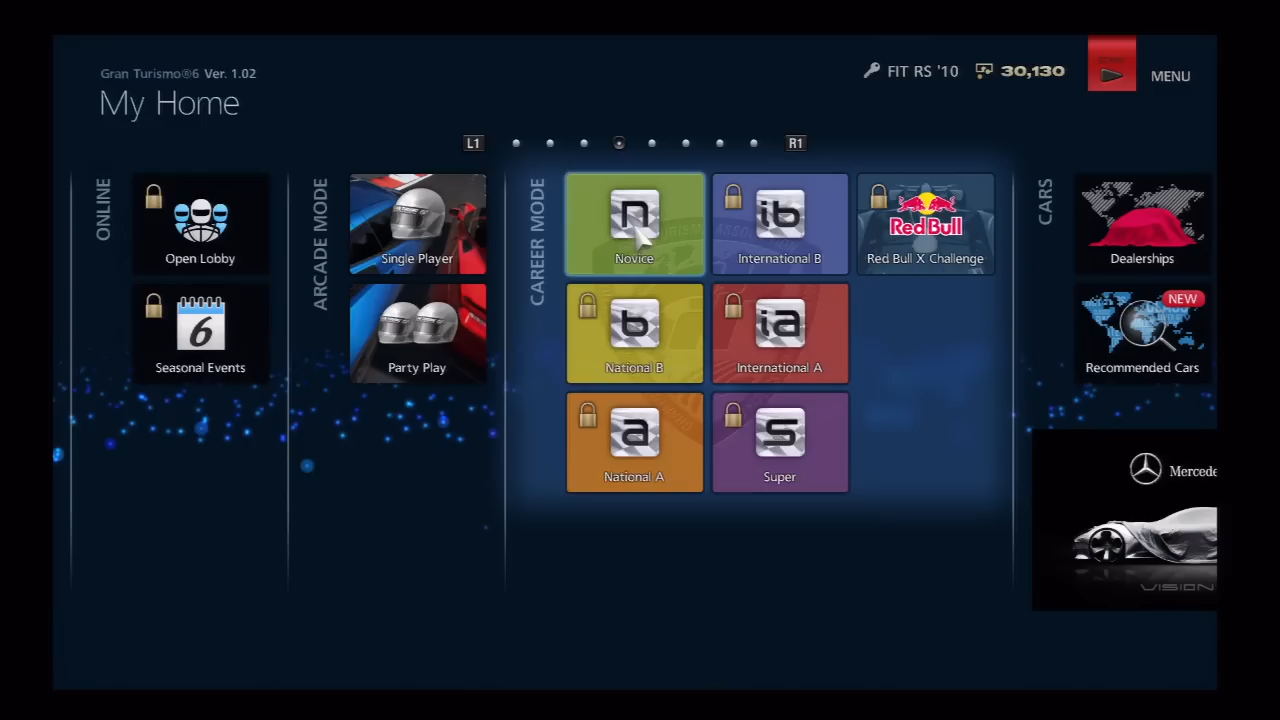 Gran Turismo®6 Ver. 1.02
My Home
FIT RS '10
30,130
MENU
L1
R1
ONLINE
Open Lobby
6
Seasonal Events
ARCADE MODE
Single Player
Party Play
CAREER MODE
n
Novice
ib
International B
Red Bull
Red Bull X Challenge
b
National B
ia
International A
a
National A
S
Super
CARS
Dealerships
NEW
Recommended Cars
Mercede
VISION